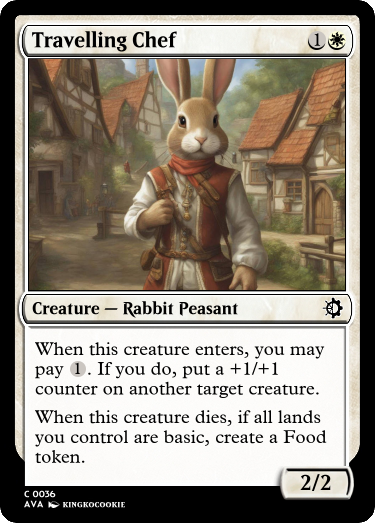 Travelling Chef 1
Creature — Rabbit Peasant
When this creature enters, you may
pay 1. If you do, put a +1/+1
counter on another target creature.
When this creature dies, if all lands
you control are basic, create a Food
token.
2/2
C 0036
AVA KINGKOCOOKIE